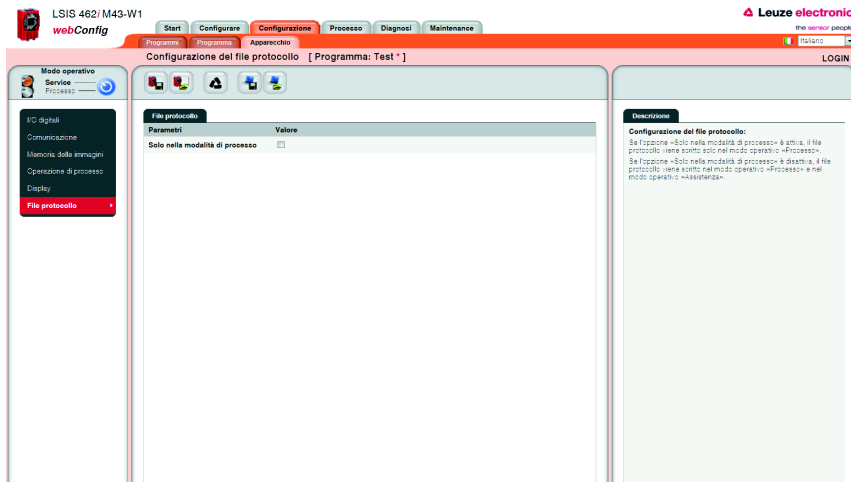 LSIS 462i M43-W1
webConfig
Leuze electronic
the sensor people
Start Configurare Configurazione Processo Diagnosi Maintenance
Programmi Programma Apparecchio
Italiano
Configurazione del file protocollo [ Programma: Test * ]
LOGIN
Modo operativo
Service
Processo
I/O digitali
Comunicazione
Memoria delle immagini
Operazione di processo
Display
File protocollo
File protocollo
Parametri Valore
Solo nella modalità di processo
Descrizione
Configurazione del file protocollo:
Se l'opzione «Solo nella modalità di processo» è attiva, il file
protocollo viene scritto solo nel modo operativo «Processo».
Se l'opzione «Solo nella modalità di processo» è disattiva, il file
protocollo viene scritto nel modo operativo «Processo» e nel
modo operativo «Assistenza».